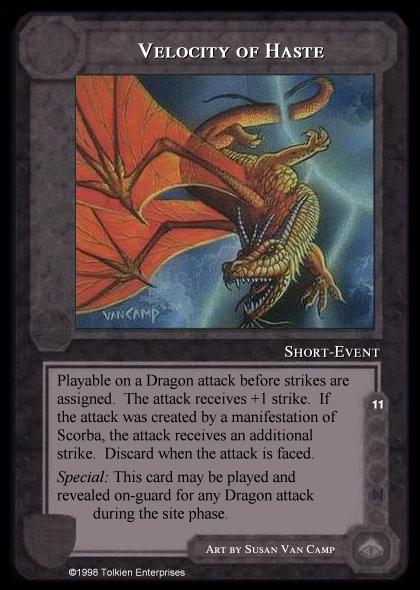 Velocity of Haste
VANCAMP
Short-Event
Playable on a Dragon attack before strikes are
assigned. The attack receives +1 strike. If
the attack was created by a manifestation of
Scorba, the attack receives an additional
strike. Discard when the attack is faced.
11
Special: This card may be played and
revealed on-guard for any Dragon attack
during the site phase.
Art by Susan Van Camp
©1998 Tolkien Enterprises